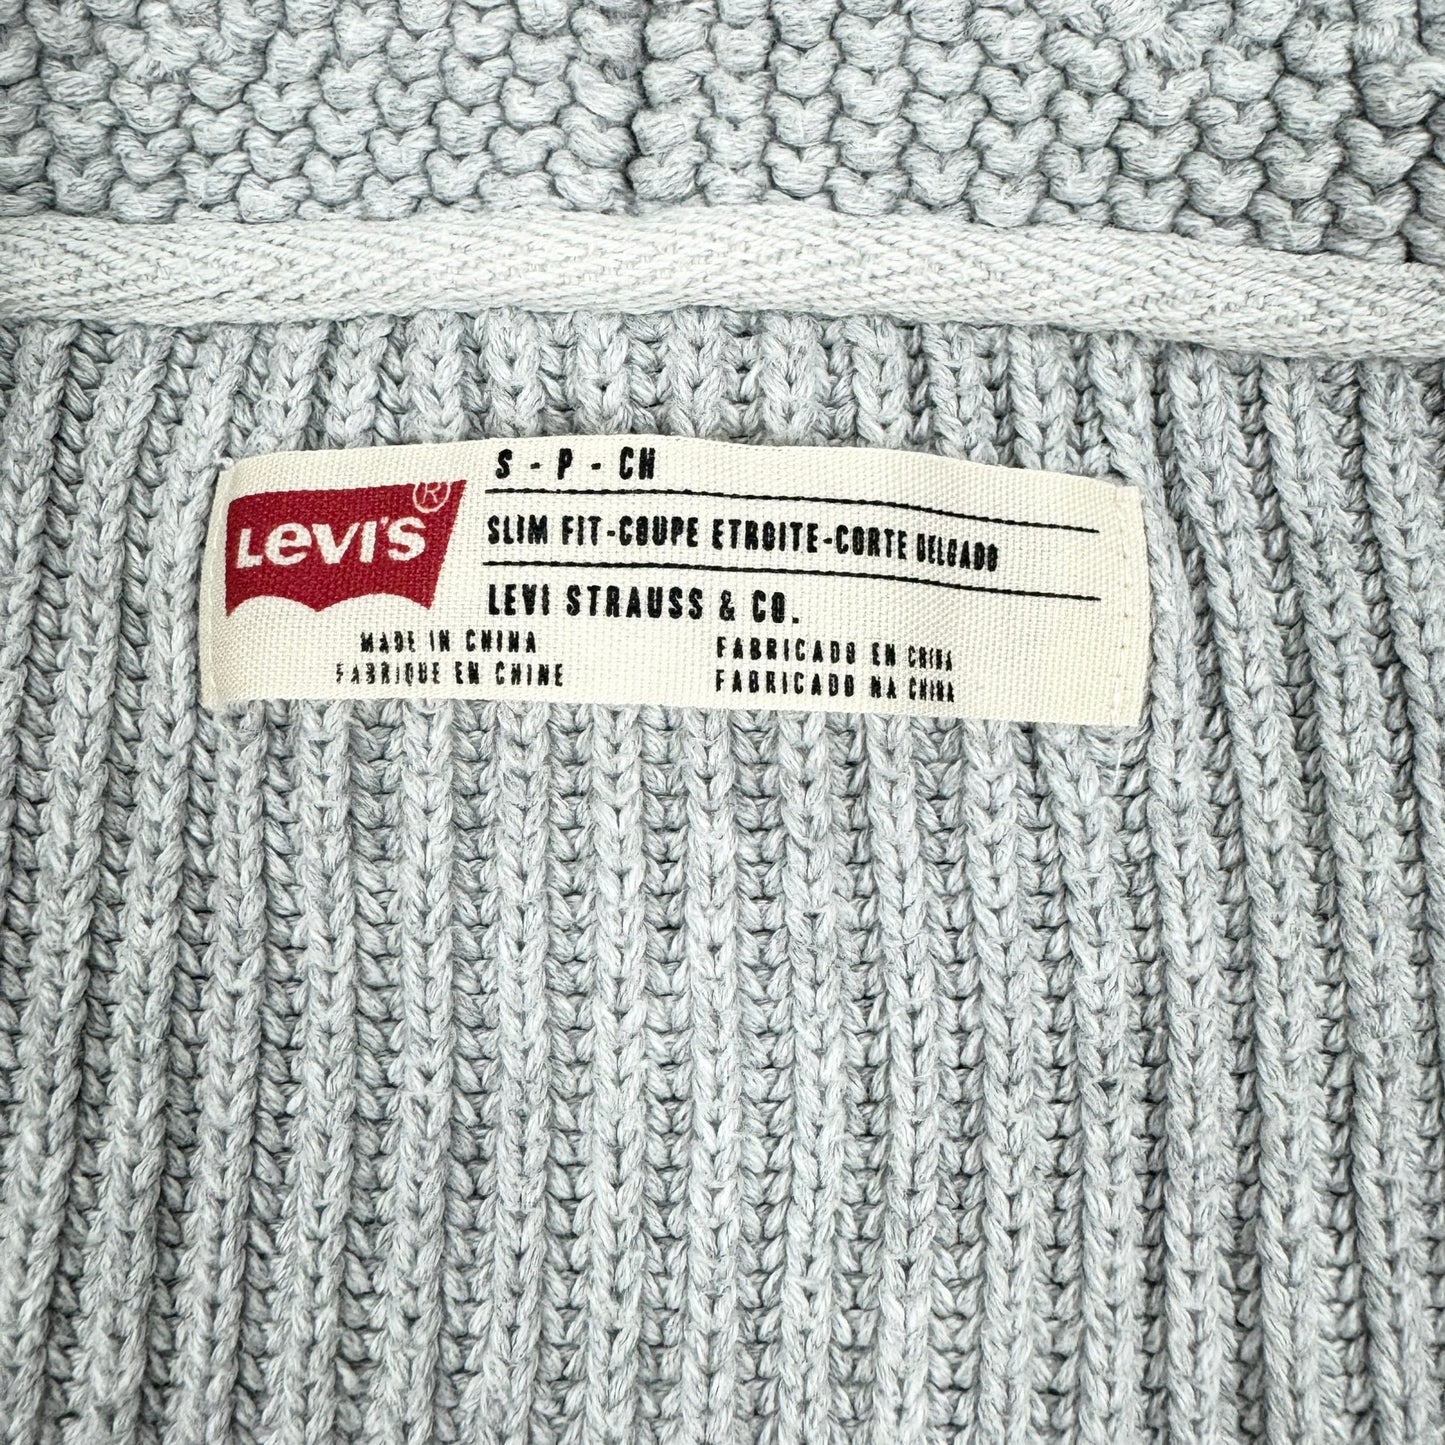 LEVI'S ®
S - P - CH
SLIM FIT-COUPE ETROITE-CORTE DELGADO
LEVI STRAUSS & CO.
MADE IN CHINA
FABRIQUE EN CHINE
FABRICADO EN CHINA
FABRICADO NA CHINA